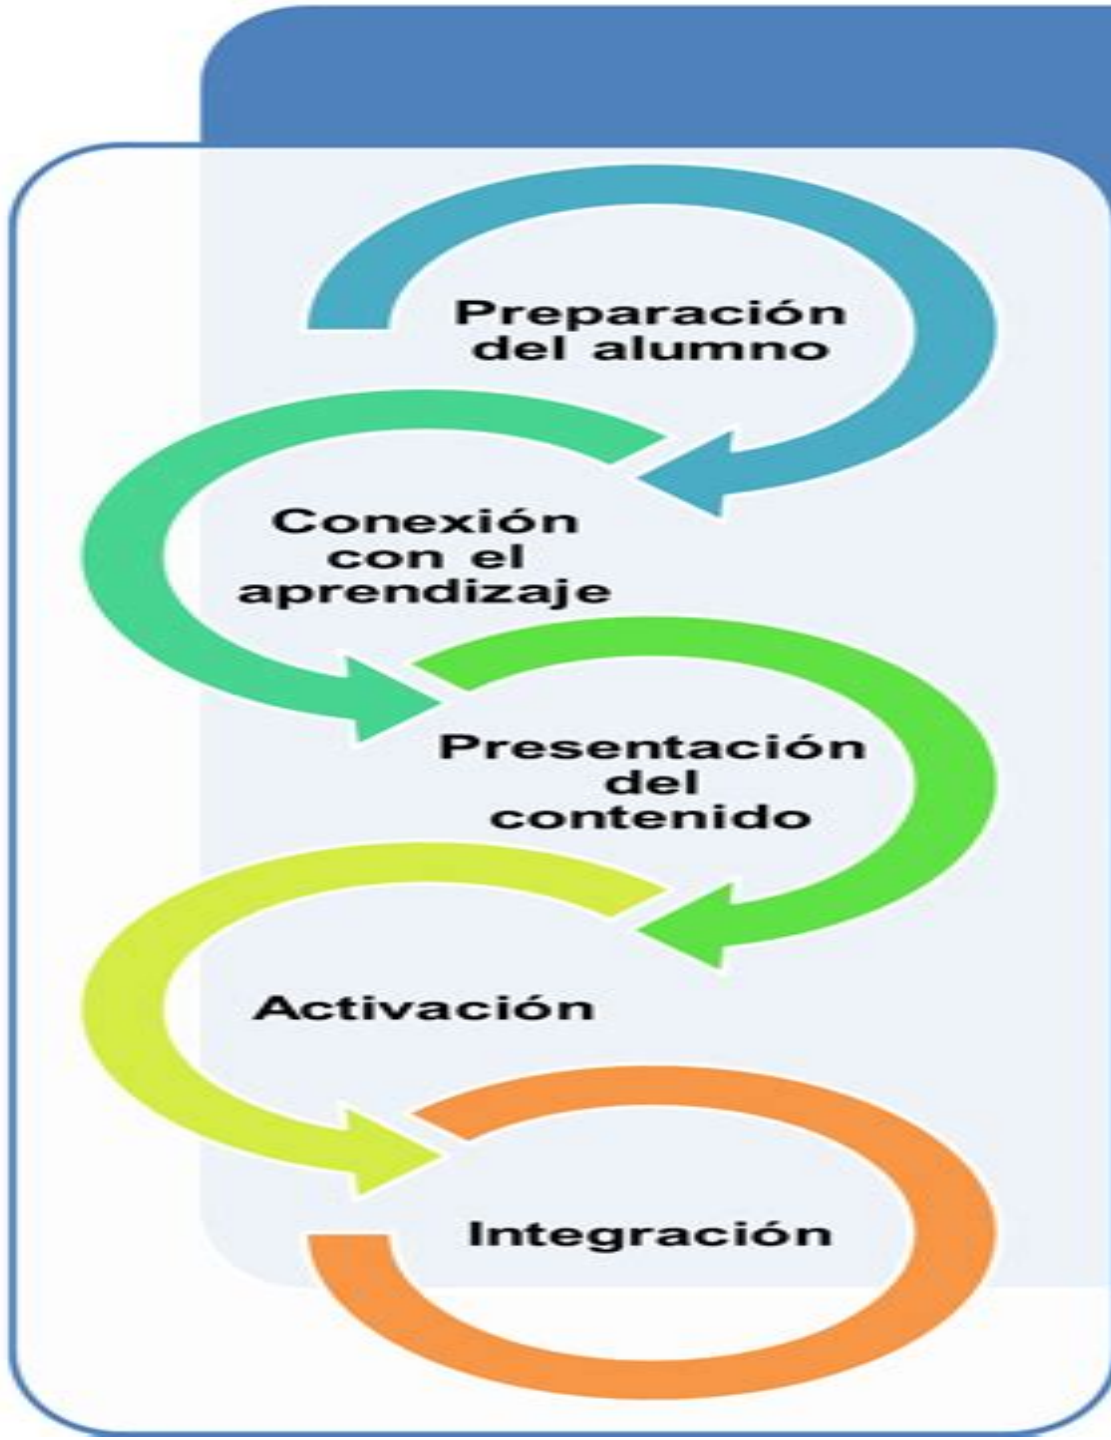 Preparación
del alumno
Conexión
con el
aprendizaje
Presentación
del
contenido
Activación
Integración